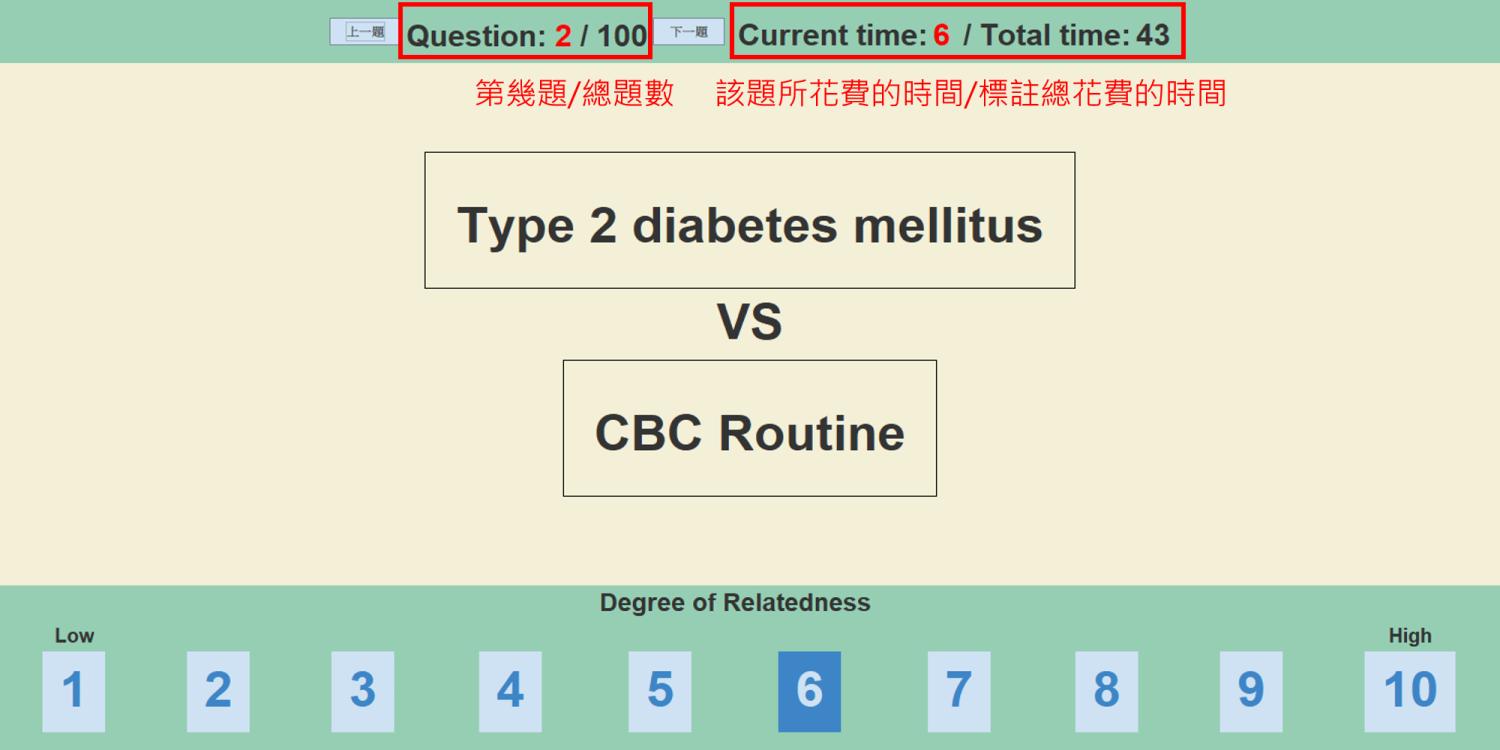 上一題 Question: 2 / 100 下一題 Current time: 6 / Total time: 43
第幾題/總題數 該題所花費的時間/標註總花費的時間
Type 2 diabetes mellitus
VS
CBC Routine
Degree of Relatedness
Low High
1 2 3 4 5 6 7 8 9 10